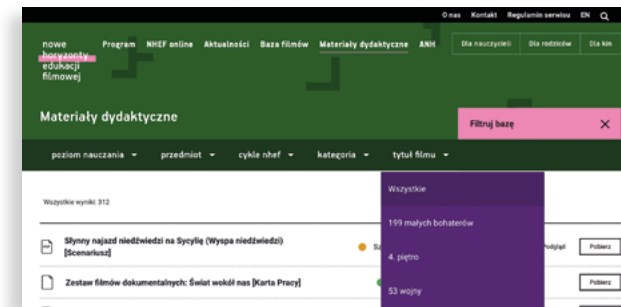 O nas Kontakt Regulamin serwisu EN
nowe
horyzonty
edukacji
filmowej
Program NHEF online Aktualności Baza filmów Materiały dydaktyczne ANH
Dla nauczycieli Dla rodziców Dla kin
Materiały dydaktyczne
Filtruj bazę
poziom nauczania przedmiot cykle nhef kategoria tytuł filmu
Wszystkie
Wszystkie wyniki: 312
199 małych bohaterów
Słynny najazd niedźwiedzi na Sycylię (Wyspa niedźwiedzi)
[Scenariusz]
Podgląd Pobierz
4. piętro
Zestaw filmów dokumentalnych: Świat wokół nas [Karta Pracy]
Pobierz
53 wojny